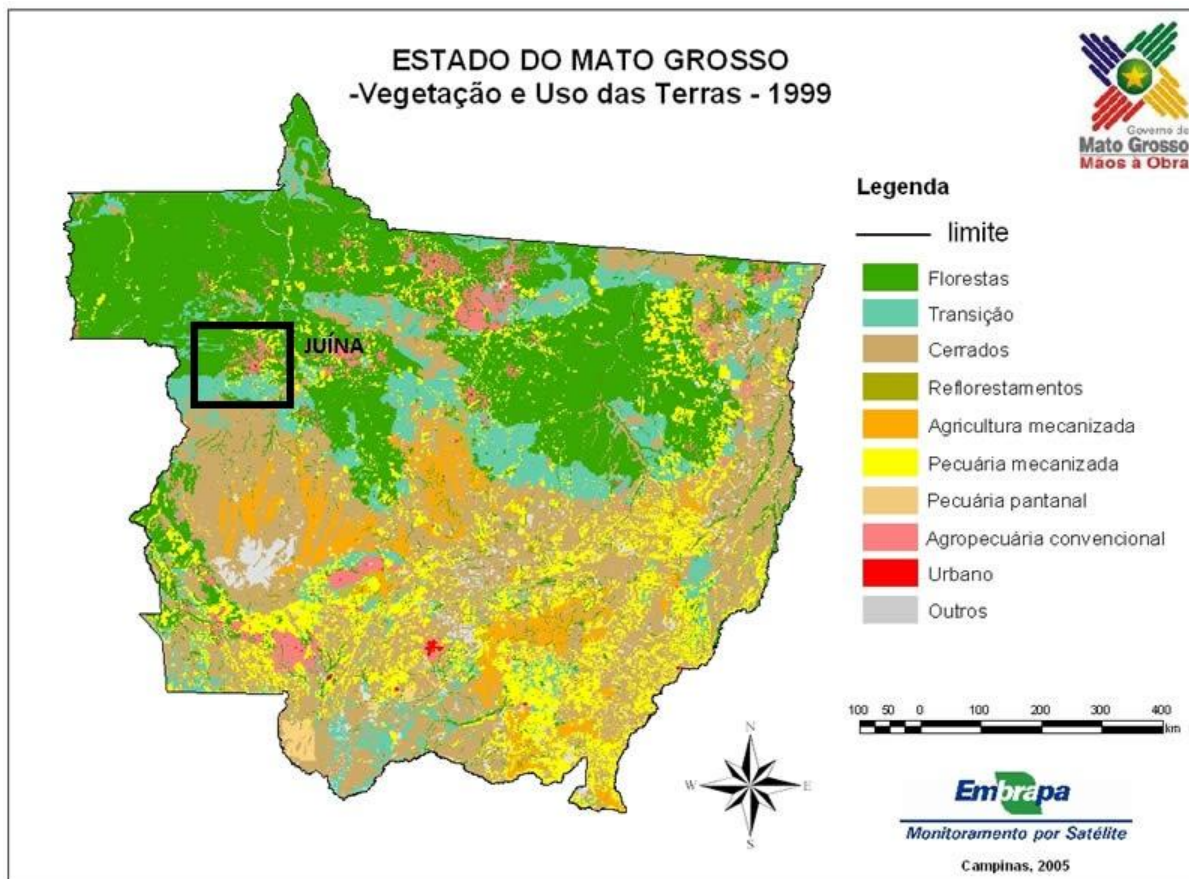 ESTADO DO MATO GROSSO
-Vegetação e Uso das Terras - 1999
Governo de
Mato Grosso
Mãos à Obra
Legenda
limite
Florestas
Transição
Cerrados
Reflorestamentos
Agricultura mecanizada
Pecuária mecanizada
Pecuária pantanal
Agropecuária convencional
Urbano
Outros
JUÍNA
100 50 0 100 200 300 400
km
N
W E
S
Embrapa
Monitoramento por Satélite
Campinas, 2005